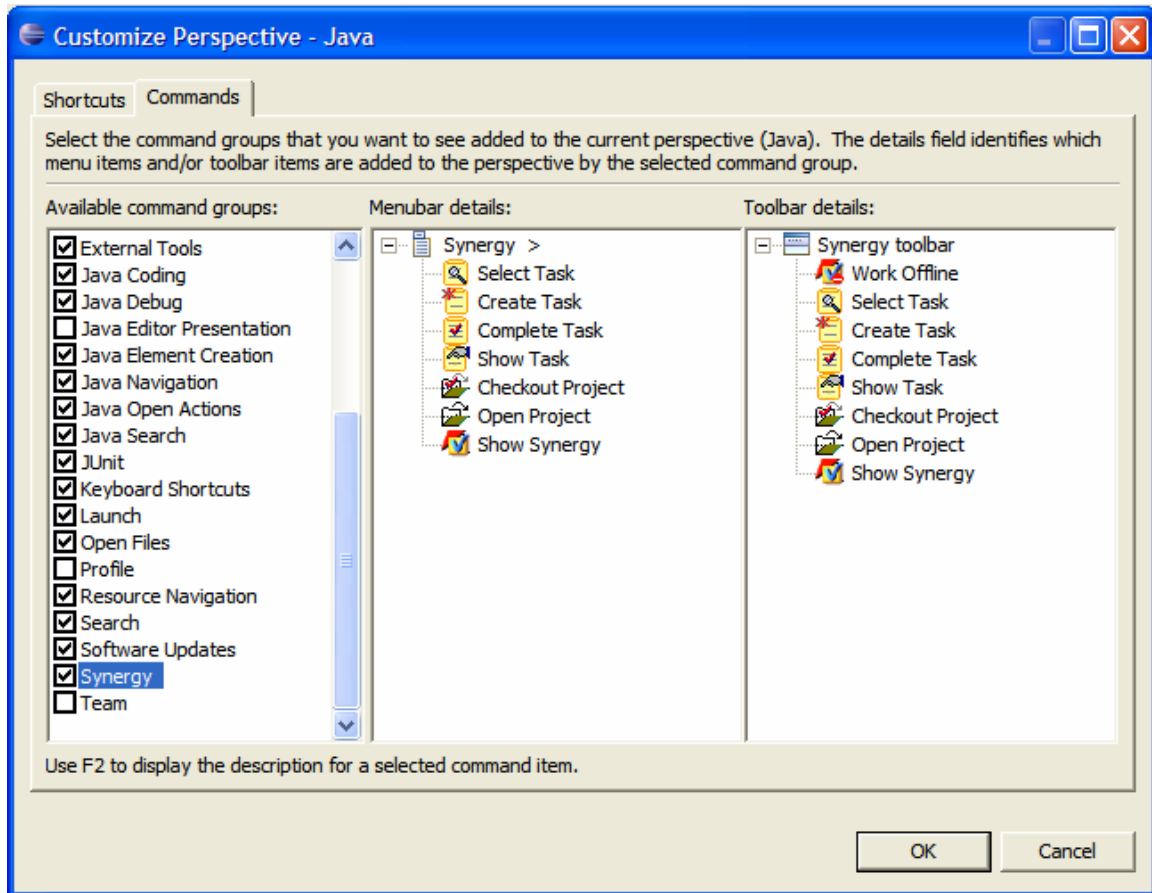 Customize Perspective - Java
Shortcuts
Commands
Select the command groups that you want to see added to the current perspective (Java). The details field identifies which
menu items and/or toolbar items are added to the perspective by the selected command group.
Available command groups:
External Tools
Java Coding
Java Debug
Java Editor Presentation
Java Element Creation
Java Navigation
Java Open Actions
Java Search
JUnit
Keyboard Shortcuts
Launch
Open Files
Profile
Resource Navigation
Search
Software Updates
Synergy
Team
Menubar details:
Synergy >
Select Task
Create Task
Complete Task
Show Task
Checkout Project
Open Project
Show Synergy
Toolbar details:
Synergy toolbar
Work Offline
Select Task
Create Task
Complete Task
Show Task
Checkout Project
Open Project
Show Synergy
Use F2 to display the description for a selected command item.
OK
Cancel